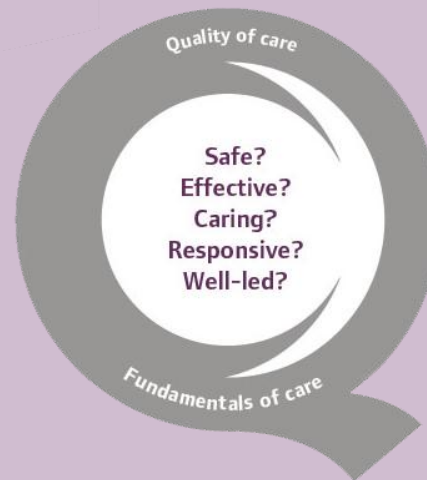 Quality of care
Safe?
Effective?
Caring?
Responsive?
Well-led?
Fundamentals of care